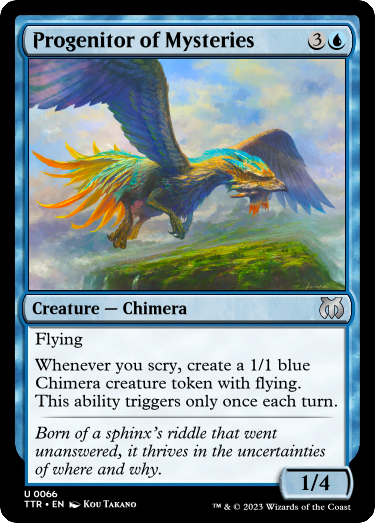 Progenitor of Mysteries 3
Creature — Chimera
Flying
Whenever you scry, create a 1/1 blue
Chimera creature token with flying.
This ability triggers only once each turn.
Born of a sphinx's riddle that went
unanswered, it thrives in the uncertainties
of where and why.
1/4
U 0066
TTR • EN Kou Takano
™ & © 2023 Wizards of the Coast